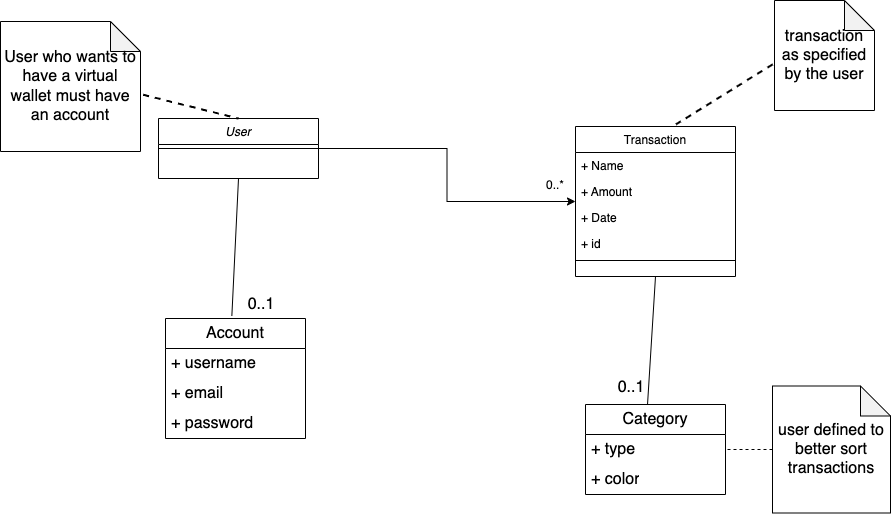 User who wants to
have a virtual
wallet must have
an account
transaction
as specified
by the user
User
Transaction
+ Name
+ Amount
+ Date
+ id
0..*
0..1
Account
+ username
+ email
+ password
0..1
Category
+ type
+ color
user defined to
better sort
transactions